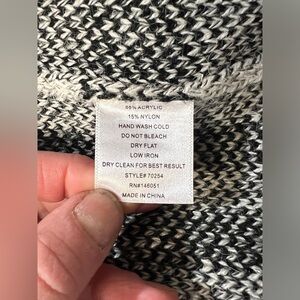 85% ACRYLIC
15% NYLON
HAND WASH COLD
DO NOT BLEACH
DRY FLAT
LOW IRON
DRY CLEAN FOR BEST RESULT
STYLE# 70254
RN#146051
MADE IN CHINA